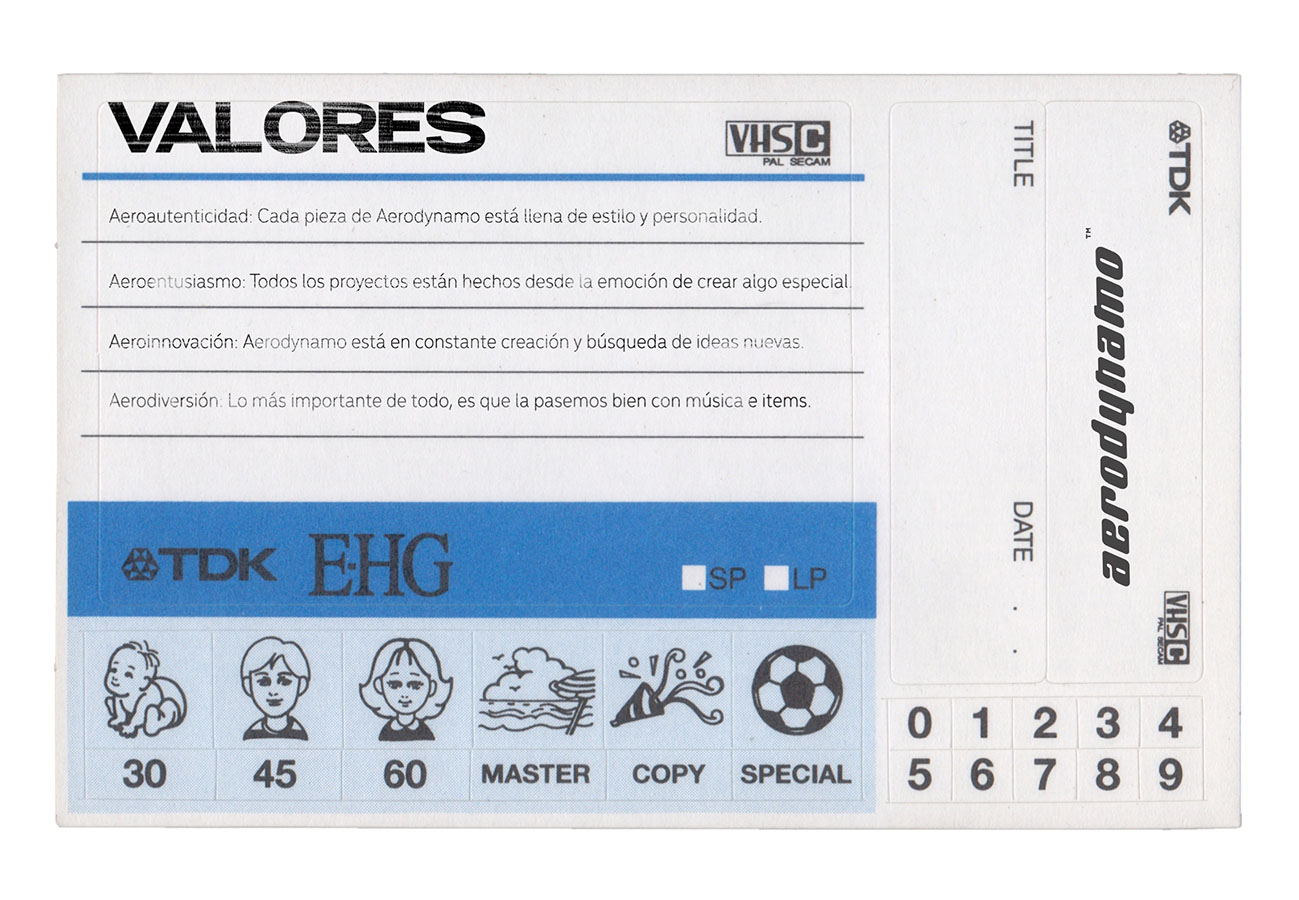 VALORES
VHS C
PAL SECAM
Aeroautenticidad: Cada pieza de Aerodynamo está llena de estilo y personalidad.
Aeroentusiasmo: Todos los proyectos están hechos desde la emoción de crear algo especial.
Aeroinnovación: Aerodynamo está en constante creación y búsqueda de ideas nuevas.
Aerodiversión: Lo más importante de todo, es que la pasemos bien con música e items.
TDK E-HG SP LP
30 45 60 MASTER COPY SPECIAL
TITLE
DATE . .
TDK
aerodynamo™
VHS C
PAL SECAM
0 1 2 3 4
5 6 7 8 9